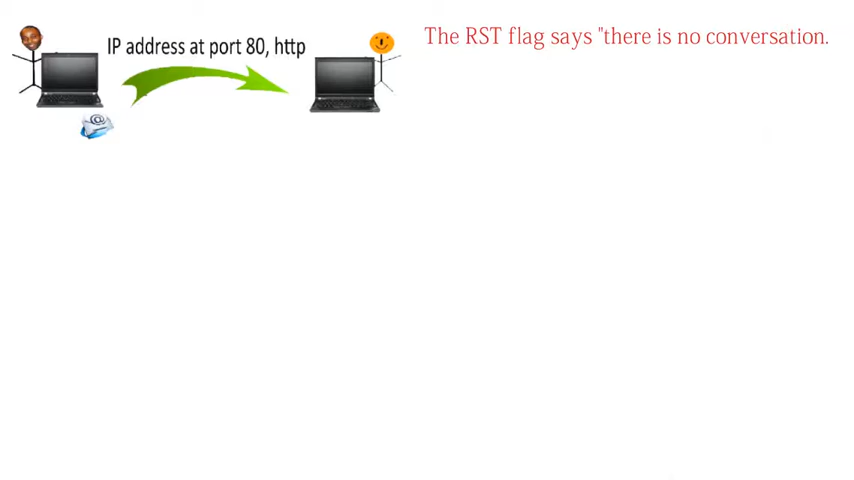 IP address at port 80, http
The RST flag says "there is no conversation.